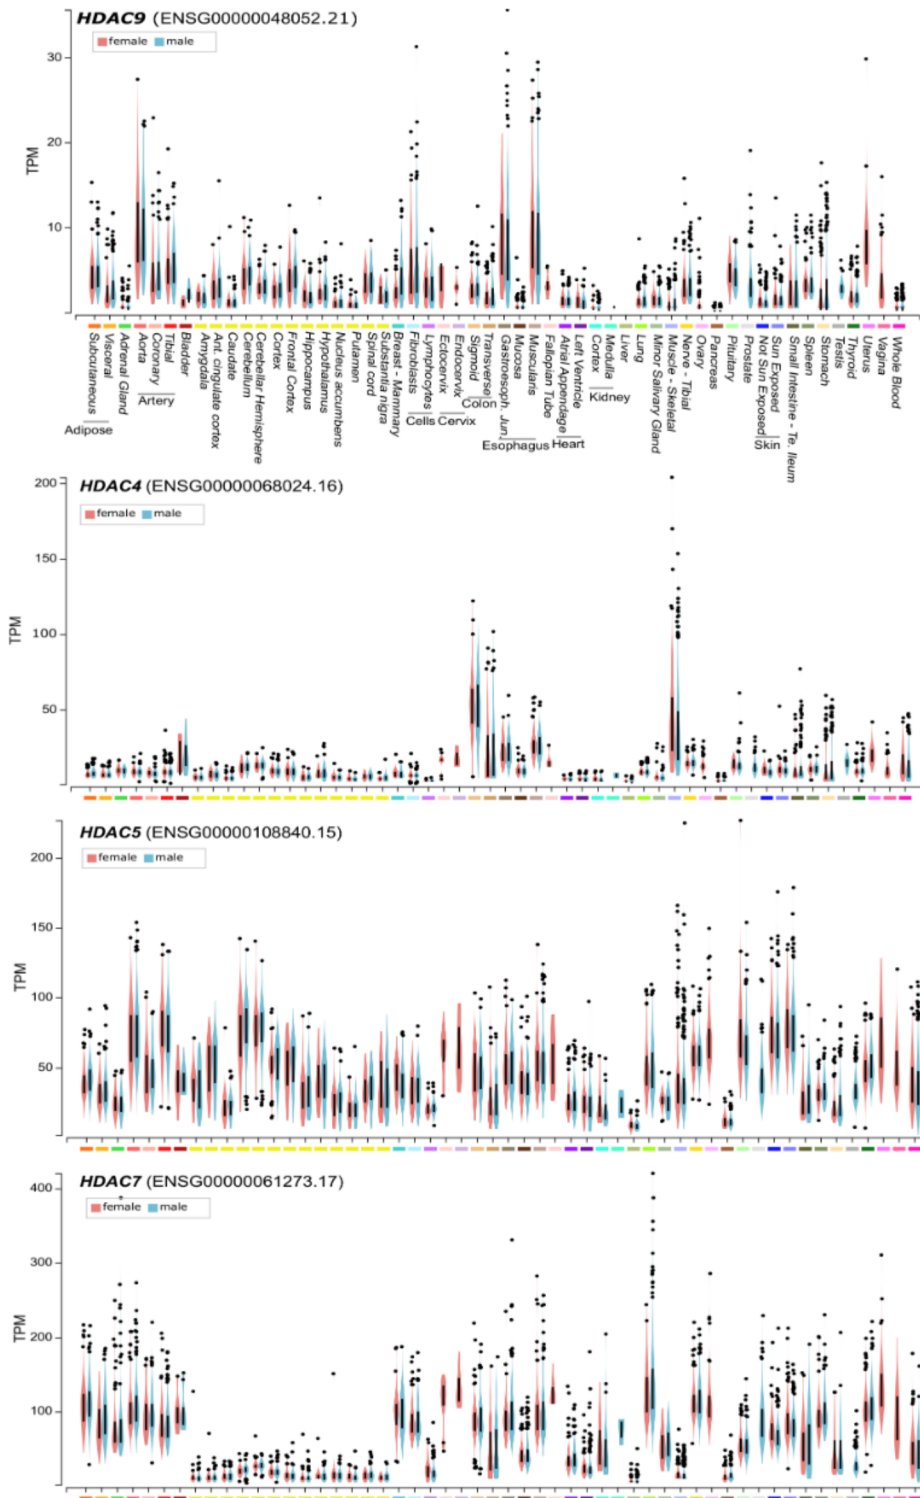 HDAC9 (ENSG00000048052.21)
female male
30
20
10
TPM
Subcutaneous
Visceral
Adrenal Gland
Aorta
Coronary
Tibial
Bladder
Amygdala
Ant. cingulate cortex
Caudate
Cerebellum
Cerebellar Hemisphere
Cortex
Frontal Cortex
Hippocampus
Hypothalamus
Nucleus accumbens
Putamen
Spinal cord
Substantia nigra
Breast - Mammary
Fibroblasts
Lymphocytes
Ectocervix
Endocervix
Sigmoid
Transverse
Gastroesoph. Jun.
Mucosa
Muscularis
Fallopian Tube
Atrial Appendage
Left Ventricle
Cortex
Medulla
Liver
Lung
Minor Salivary Gland
Muscle - Skeletal
Nerve - Tibial
Ovary
Pancreas
Pituitary
Prostate
Not Sun Exposed
Sun Exposed
Small Intestine - Te. Ileum
Spleen
Stomach
Testis
Thyroid
Uterus
Vagina
Whole Blood
Adipose
Artery
Cells
Cervix
Colon
Esophagus
Heart
Kidney
Skin
HDAC4 (ENSG00000068024.16)
female male
200
150
100
50
TPM
HDAC5 (ENSG00000108840.15)
female male
200
150
100
50
TPM
HDAC7 (ENSG00000061273.17)
female male
400
300
200
100
TPM